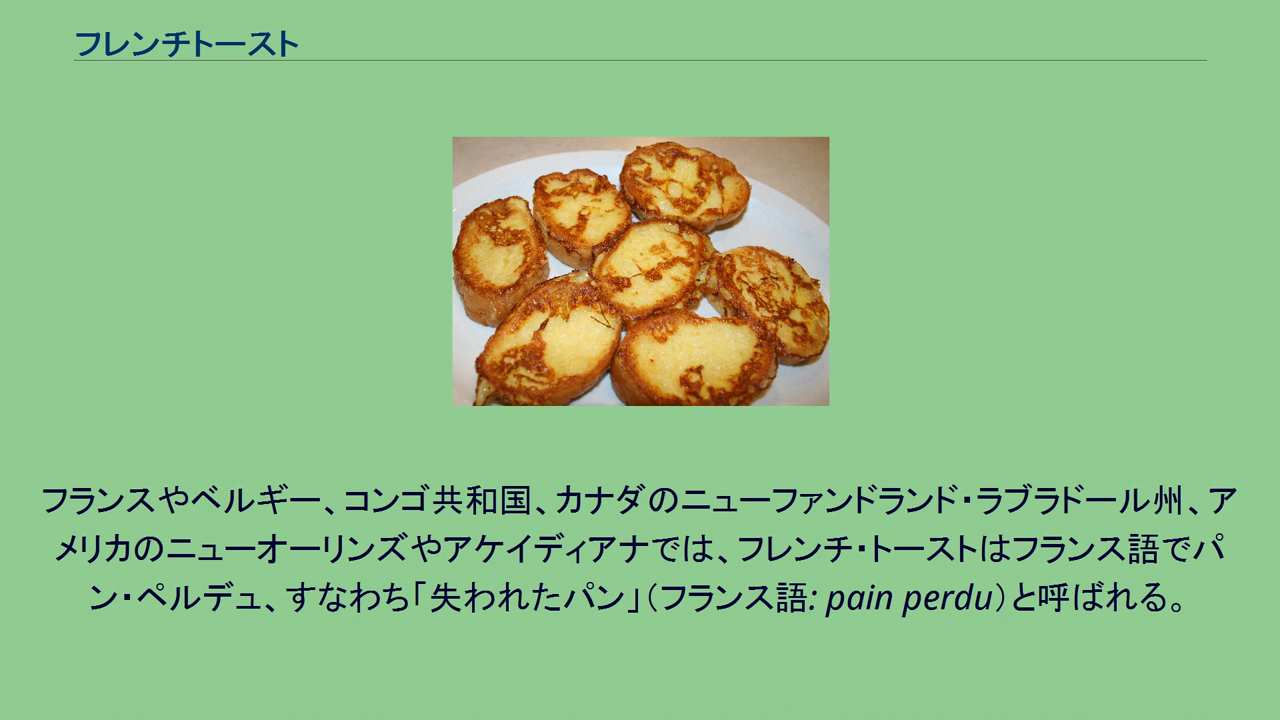 フレンチトースト
フランスやベルギー、コンゴ共和国、カナダのニューファンドランド・ラブラドール州、ア
メリカのニューオーリンズやアケイディアナでは、フレンチ・トーストはフランス語でパ
ン・ペルデュ、すなわち「失われたパン」（フランス語: pain perdu）と呼ばれる。